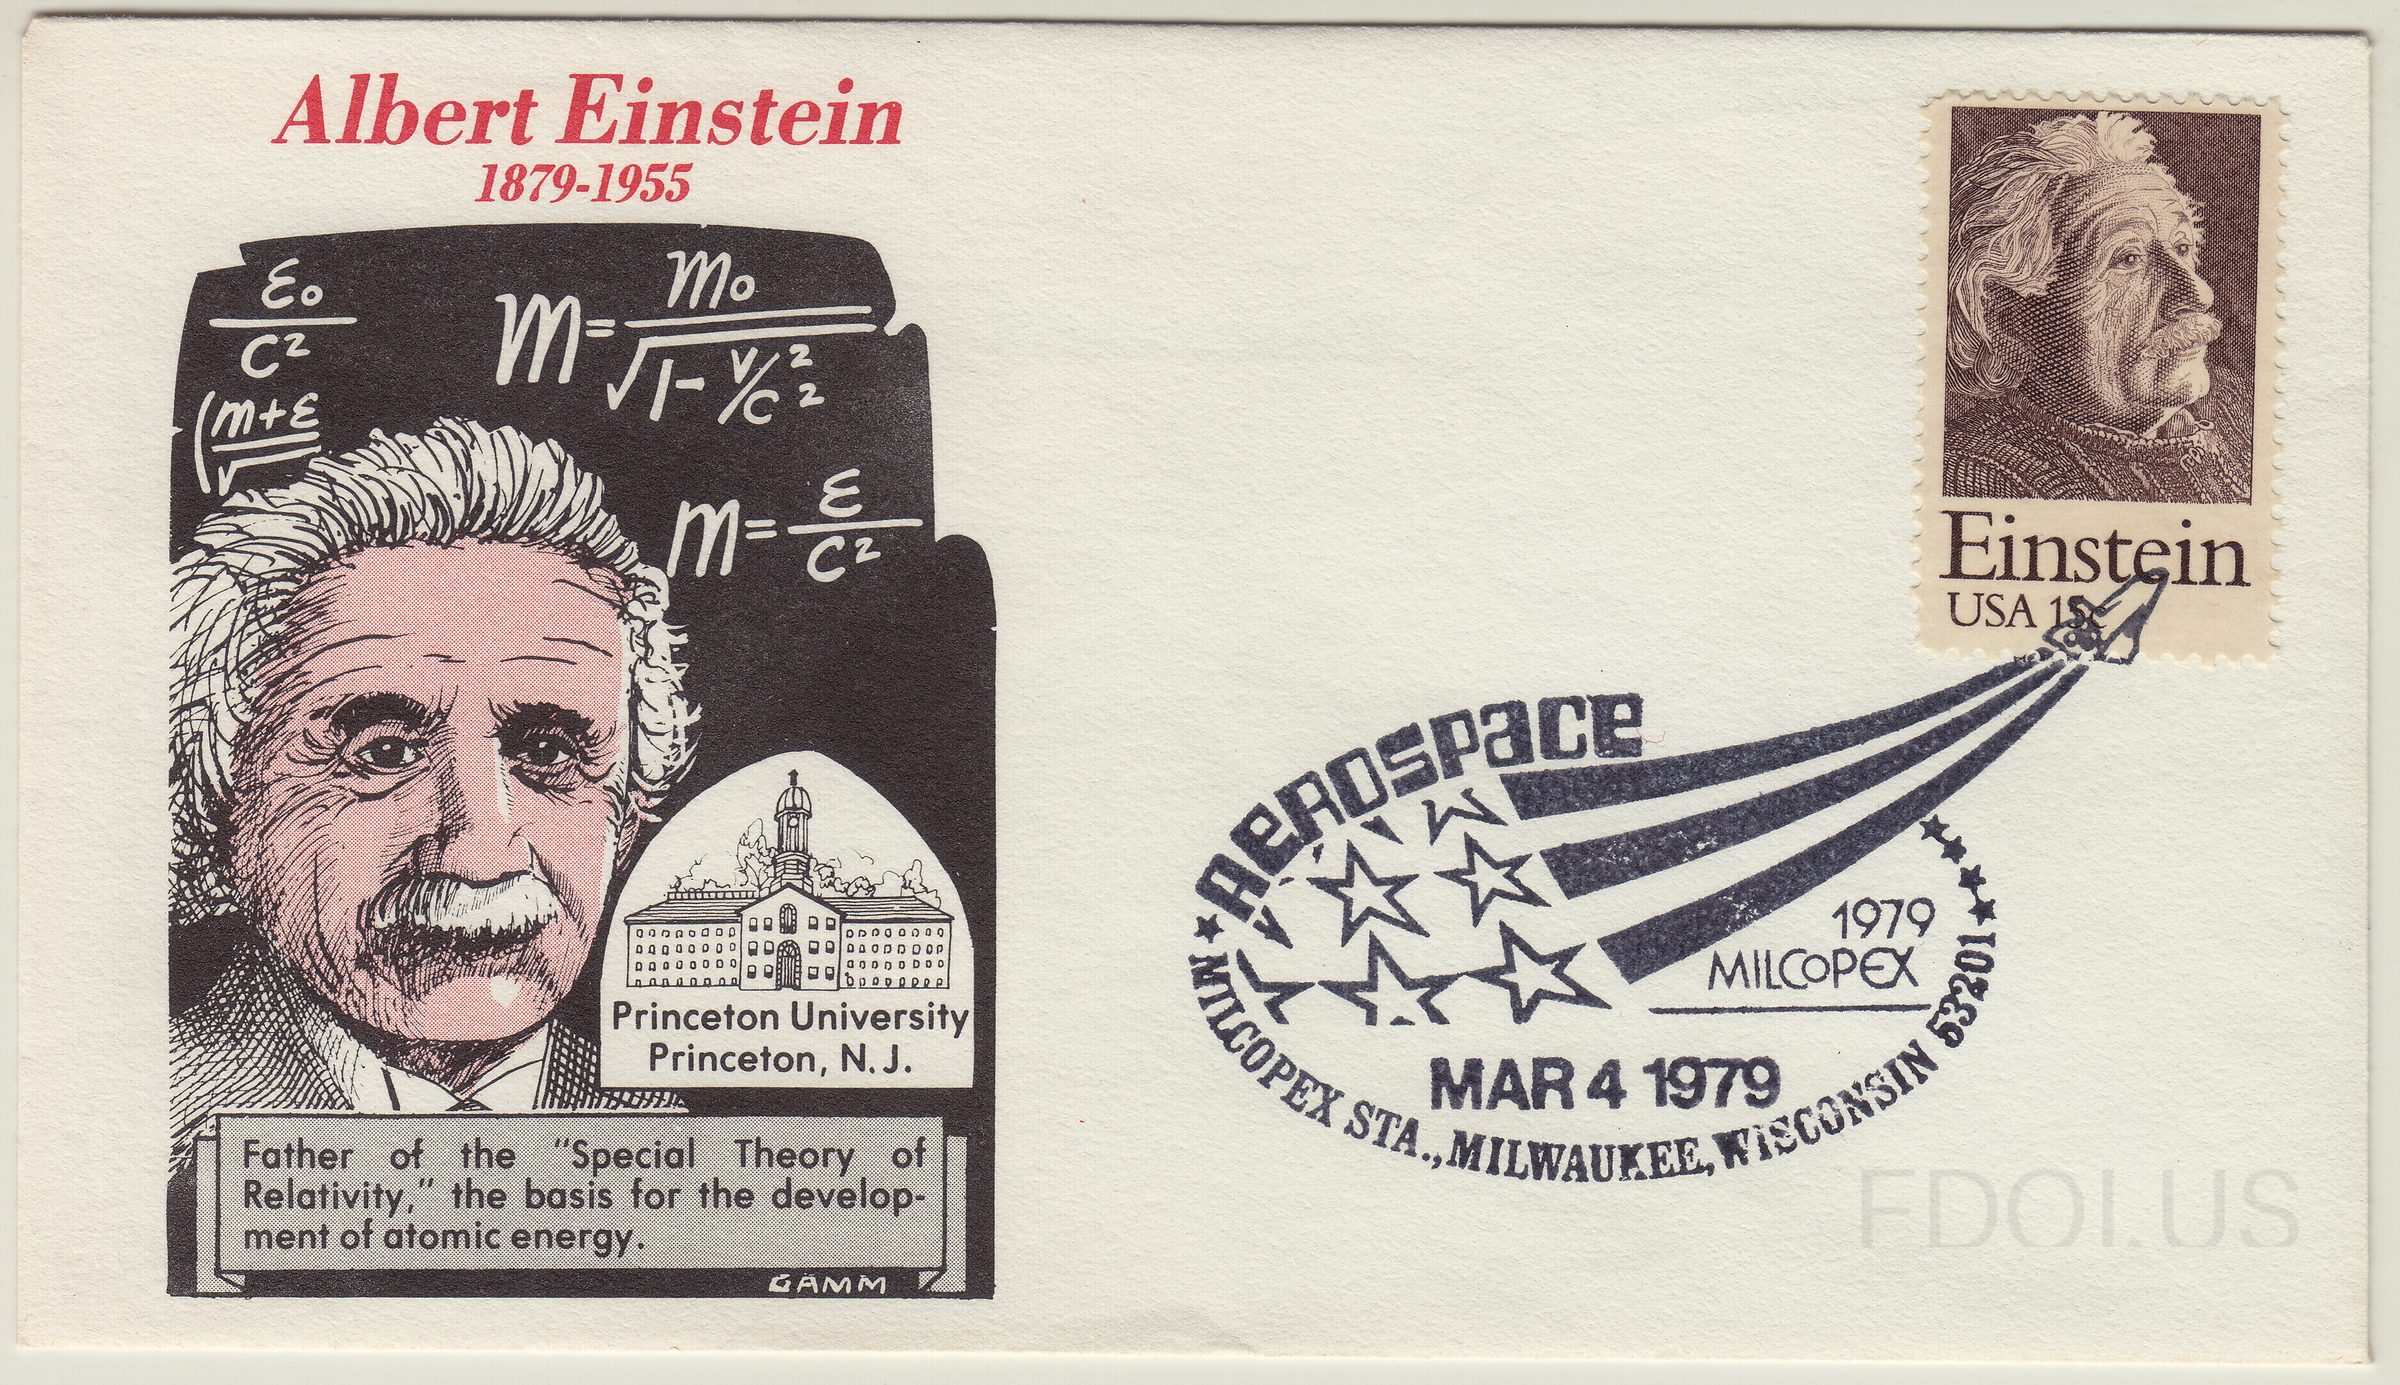 Albert Einstein
1879-1955
ε₀
C²
m = m₀
√1 - v²/c²
(m+ε
√
m = ε
C²
Princeton University
Princeton, N. J.
Father of the "Special Theory of
Relativity," the basis for the develop-
ment of atomic energy.
GAMM
Einstein
USA 15c
AEROSPACE
1979
MILCOPEX
MAR 4 1979
MILCOPEX STA., MILWAUKEE, WISCONSIN 53201
FDOI.US